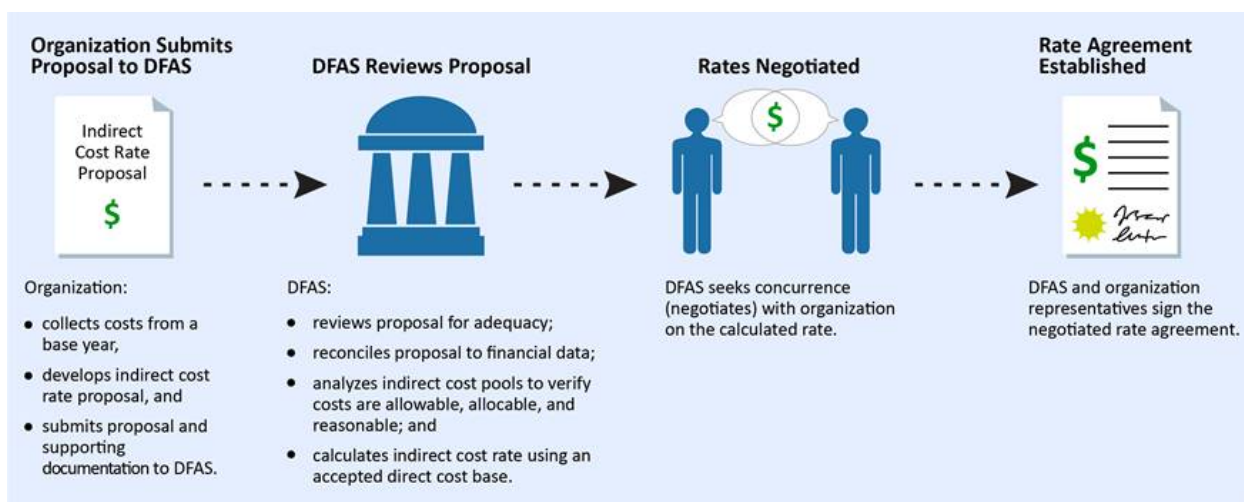 Organization Submits
Proposal to DFAS
Indirect
Cost Rate
Proposal
$
Organization:
• collects costs from a
base year,
• develops indirect cost
rate proposal, and
• submits proposal and
supporting
documentation to DFAS.
DFAS Reviews Proposal
DFAS:
• reviews proposal for adequacy;
• reconciles proposal to financial data;
• analyzes indirect cost pools to verify
costs are allowable, allocable, and
reasonable; and
• calculates indirect cost rate using an
accepted direct cost base.
Rates Negotiated
$
DFAS seeks concurrence
(negotiates) with organization
on the calculated rate.
Rate Agreement
Established
$
DFAS and organization
representatives sign the
negotiated rate agreement.